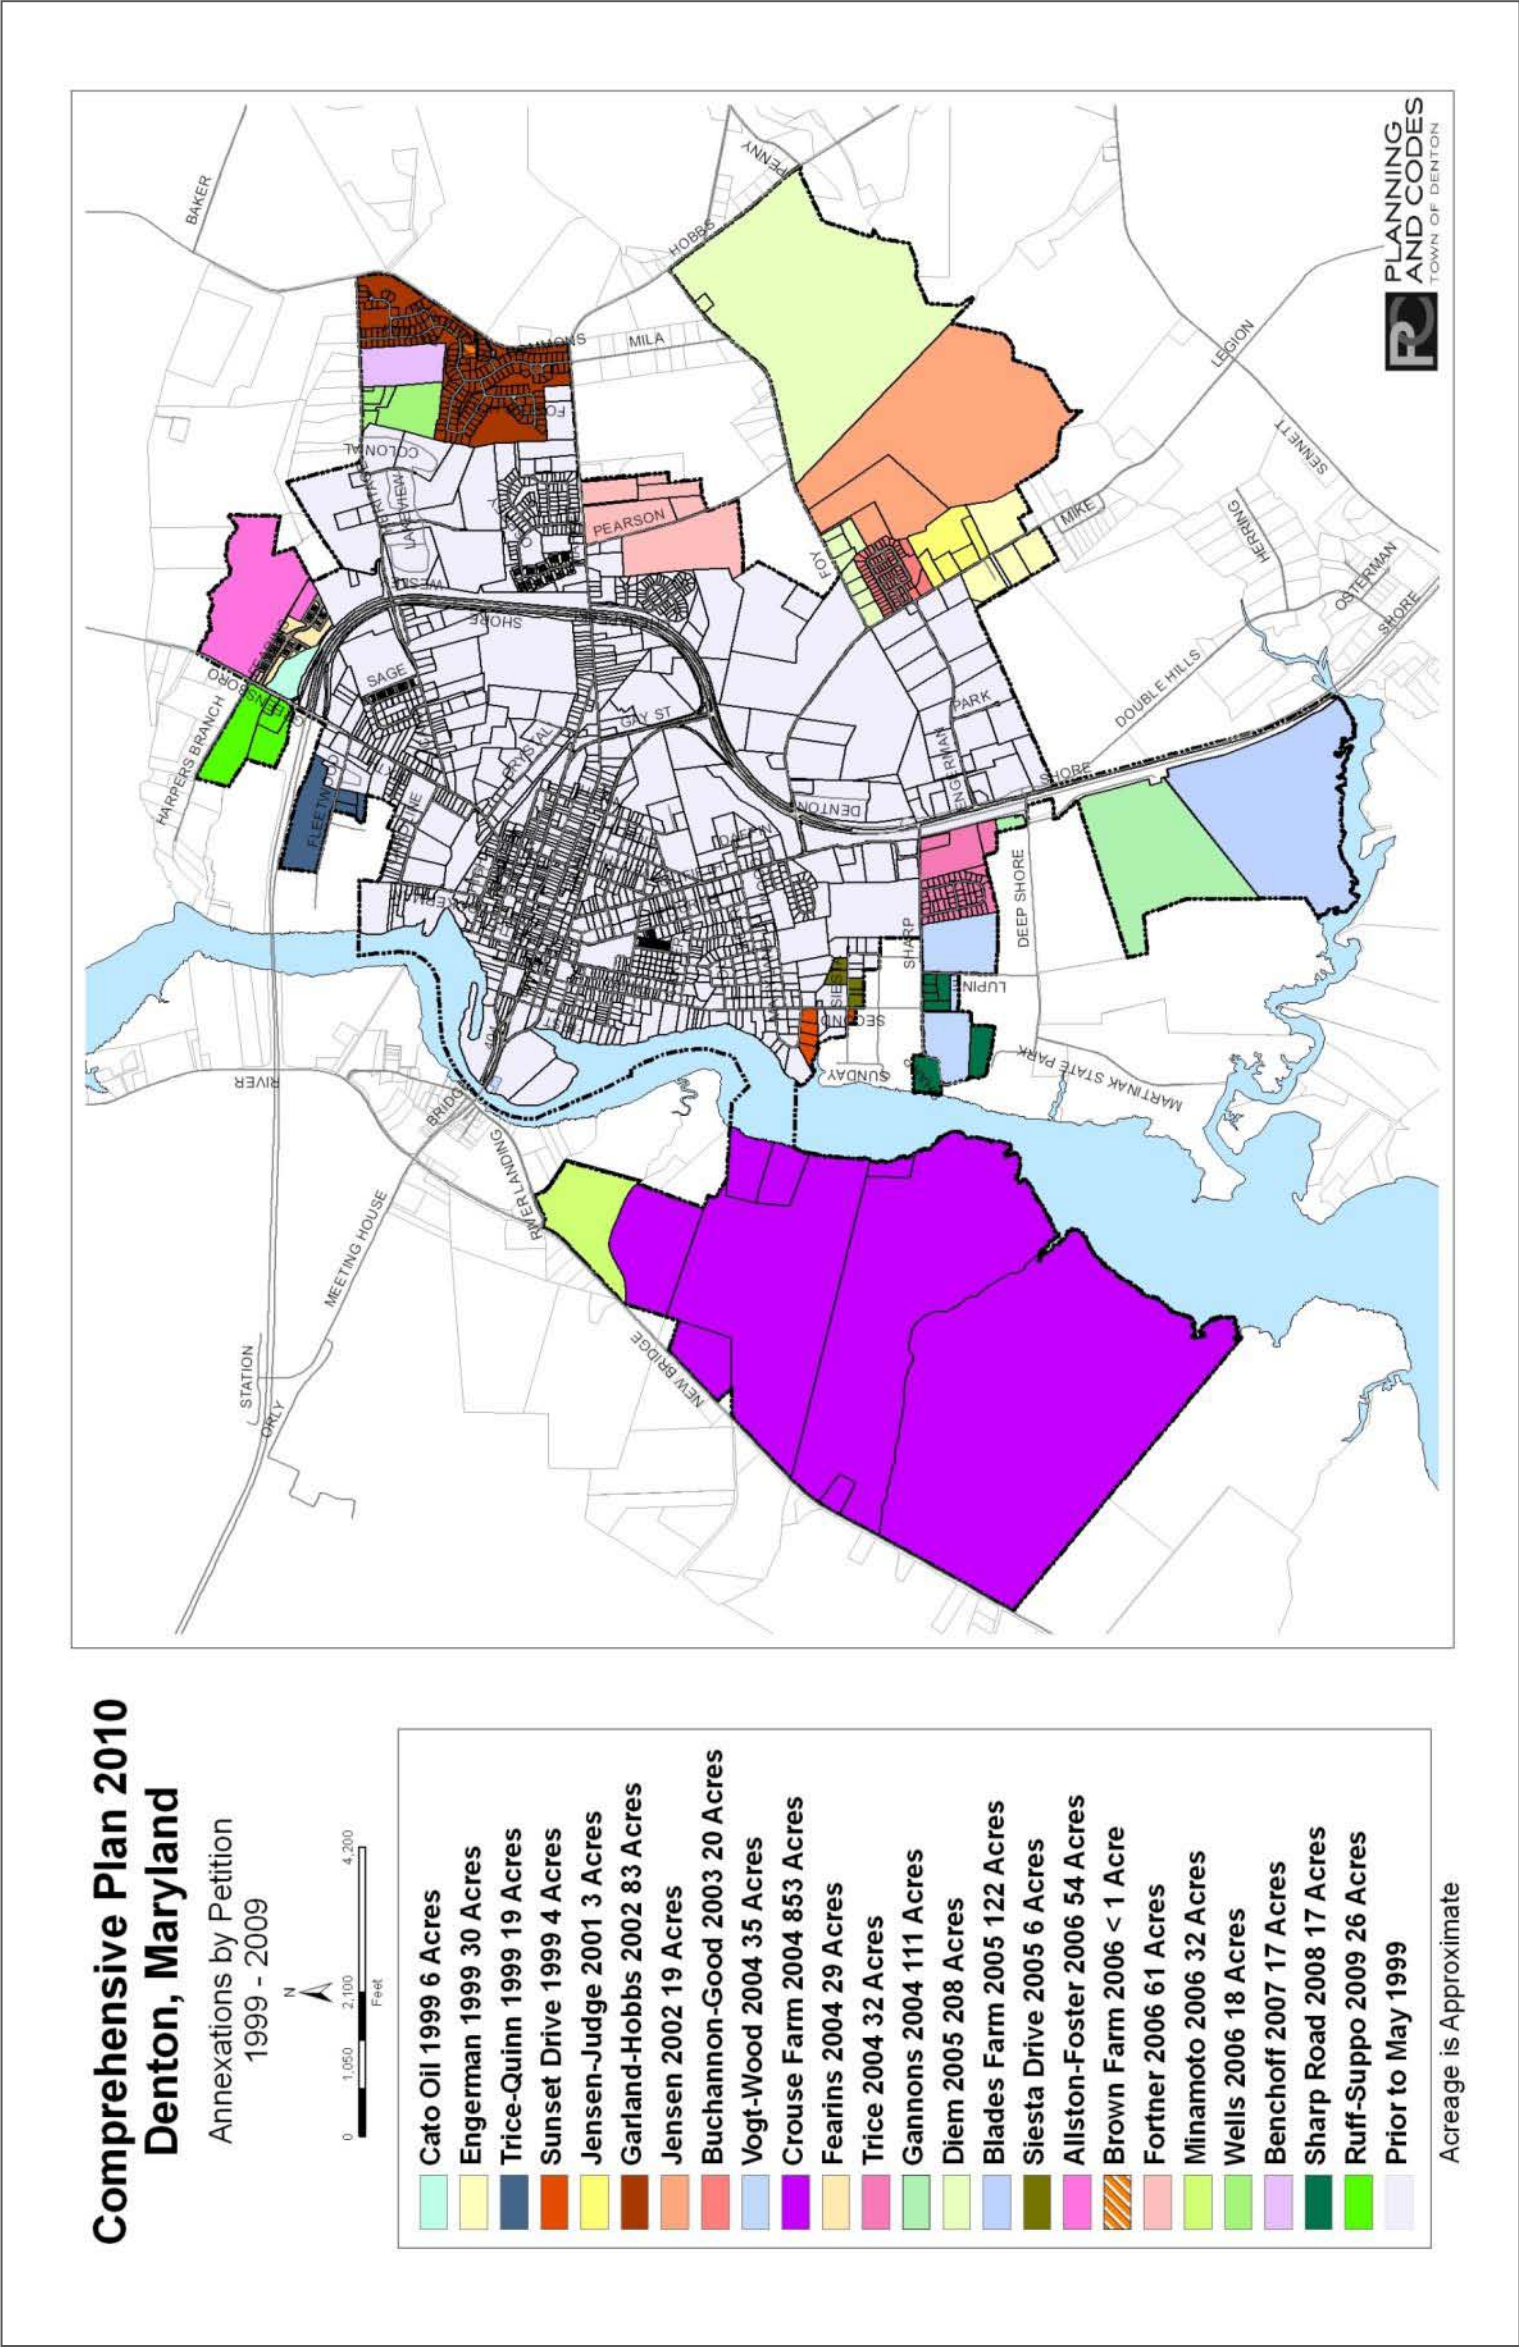 Comprehensive Plan 2010
Denton, Maryland
Annexations by Petition
1999 - 2009
N
0 1,050 2,100 4,200
Feet
Cato Oil 1999 6 Acres
Engerman 1999 30 Acres
Trice-Quinn 1999 19 Acres
Sunset Drive 1999 4 Acres
Jensen-Judge 2001 3 Acres
Garland-Hobbs 2002 83 Acres
Jensen 2002 19 Acres
Buchannon-Good 2003 20 Acres
Vogt-Wood 2004 35 Acres
Crouse Farm 2004 853 Acres
Fearins 2004 29 Acres
Trice 2004 32 Acres
Gannons 2004 111 Acres
Diem 2005 208 Acres
Blades Farm 2005 122 Acres
Siesta Drive 2005 6 Acres
Allston-Foster 2006 54 Acres
Brown Farm 2006 < 1 Acre
Fortner 2006 61 Acres
Minamoto 2006 32 Acres
Wells 2006 18 Acres
Benchoff 2007 17 Acres
Sharp Road 2008 17 Acres
Ruff-Suppo 2009 26 Acres
Prior to May 1999
Acreage is Approximate
STATION
ORLY
MEETING HOUSE
RIVER
BRIDGE
RIVER LANDING
NEW BRIDGE
HARPERS BRANCH
GREENSBORO
BAKER
SAGE
SHORE
COLONIAL
LAKEVIEW
CRYSTAL
GAY ST
PEARSON
MILA
HOBBS
PENNY
FOY
MIKE
LEGION
SENNETT
HERRING
OSTERMAN
SHORE
DOUBLE HILLS
PARK
ENGERMAN
SHORE
DENTON
DAFFIN
SHARP
DEEP SHORE
LUPINE
SECOND
SUNDAY
MARTINAK STATE PARK
PC
PLANNING
AND CODES
TOWN OF DENTON